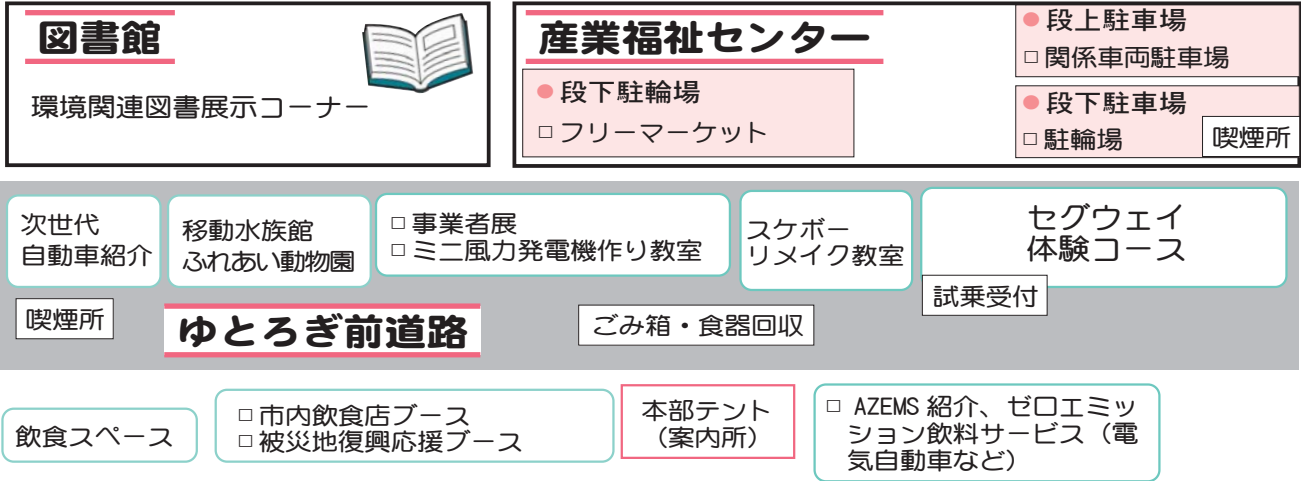 図書館
環境関連図書展示コーナー
産業福祉センター
● 段下駐輪場
□ フリーマーケット
● 段上駐車場
□ 関係車両駐車場
● 段下駐車場
□ 駐輪場
喫煙所
次世代
自動車紹介
移動水族館
ふれあい動物園
□ 事業者展
□ ミニ風力発電機作り教室
スケボー
リメイク教室
セグウェイ
体験コース
試乗受付
喫煙所
ゆとろぎ前道路
ごみ箱・食器回収
飲食スペース
□ 市内飲食店ブース
□ 被災地復興応援ブース
本部テント
（案内所）
□ AZEMS 紹介、ゼロエミッ
ション飲料サービス（電
気自動車など）